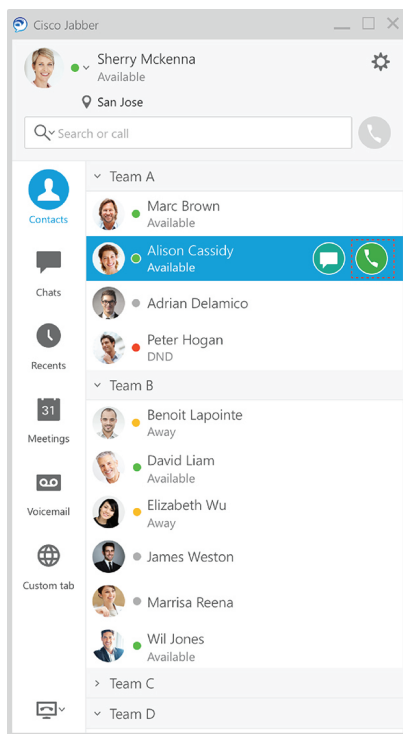 Cisco Jabber
Sherry Mckenna
Available
San Jose
Search or call
Contacts
Chats
Recents
31
Meetings
Voicemail
Custom tab
Team A
Marc Brown
Available
Alison Cassidy
Available
Adrian Delamico
Peter Hogan
DND
Team B
Benoit Lapointe
Away
David Liam
Available
Elizabeth Wu
Away
James Weston
Marrisa Reena
Wil Jones
Available
Team C
Team D